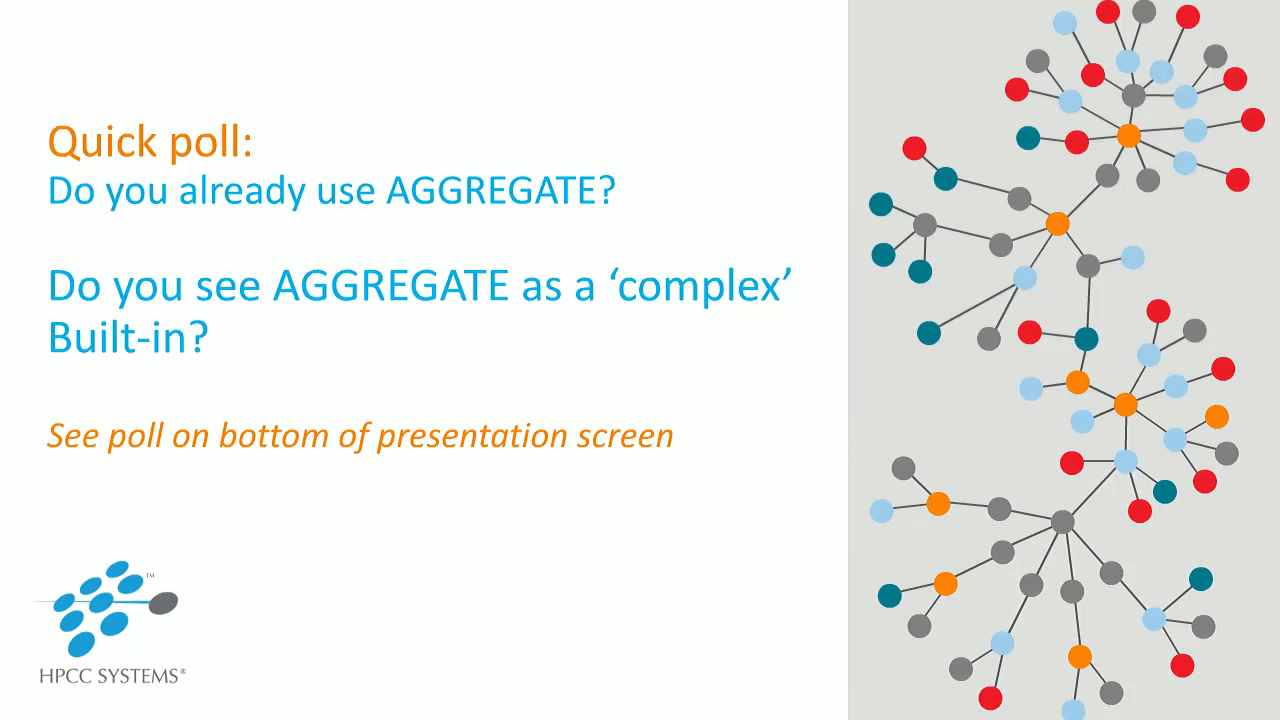 Quick poll:
Do you already use AGGREGATE?
Do you see AGGREGATE as a ‘complex’
Built-in?
See poll on bottom of presentation screen
™
HPCC SYSTEMS®